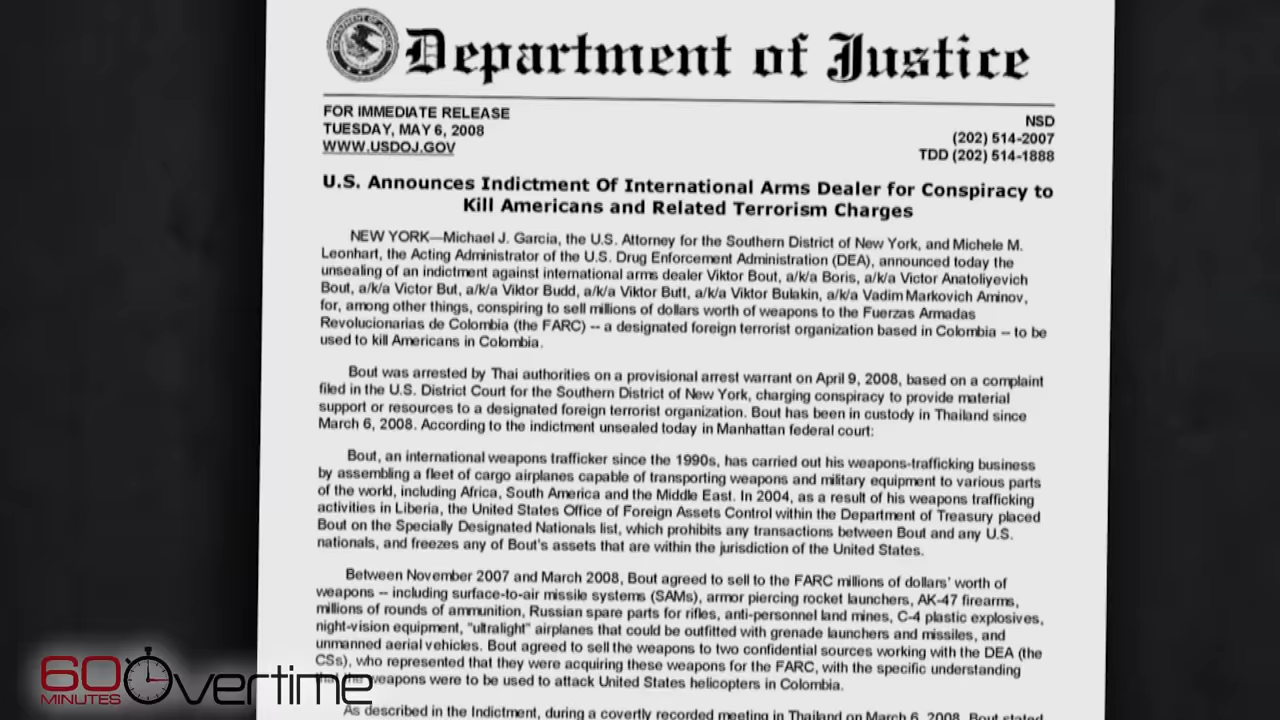 Department of Justice
FOR IMMEDIATE RELEASE
TUESDAY, MAY 6, 2008
WWW.USDOJ.GOV
NSD
(202) 514-2007
TDD (202) 514-1888
U.S. Announces Indictment Of International Arms Dealer for Conspiracy to
Kill Americans and Related Terrorism Charges
NEW YORK—Michael J. Garcia, the U.S. Attorney for the Southern District of New York, and Michele M.
Leonhart, the Acting Administrator of the U.S. Drug Enforcement Administration (DEA), announced today the
unsealing of an indictment against international arms dealer Viktor Bout, a/k/a Boris, a/k/a Victor Anatoliyevich
Bout, a/k/a Victor But, a/k/a Viktor Budd, a/k/a Viktor Butt, a/k/a Viktor Bulakin, a/k/a Vadim Markovich Aminov,
for, among other things, conspiring to sell millions of dollars worth of weapons to the Fuerzas Armadas
Revolucionarias de Colombia (the FARC) -- a designated foreign terrorist organization based in Colombia -- to be
used to kill Americans in Colombia.
Bout was arrested by Thai authorities on a provisional arrest warrant on April 9, 2008, based on a complaint
filed in the U.S. District Court for the Southern District of New York, charging conspiracy to provide material
support or resources to a designated foreign terrorist organization. Bout has been in custody in Thailand since
March 6, 2008. According to the indictment unsealed today in Manhattan federal court:
Bout, an international weapons trafficker since the 1990s, has carried out his weapons-trafficking business
by assembling a fleet of cargo airplanes capable of transporting weapons and military equipment to various parts
of the world, including Africa, South America and the Middle East. In 2004, as a result of his weapons trafficking
activities in Liberia, the United States Office of Foreign Assets Control within the Department of Treasury placed
Bout on the Specially Designated Nationals list, which prohibits any transactions between Bout and any U.S.
nationals, and freezes any of Bout's assets that are within the jurisdiction of the United States.
Between November 2007 and March 2008, Bout agreed to sell to the FARC millions of dollars' worth of
weapons -- including surface-to-air missile systems (SAMs), armor piercing rocket launchers, AK-47 firearms,
millions of rounds of ammunition, Russian spare parts for rifles, anti-personnel land mines, C-4 plastic explosives,
night-vision equipment, "ultralight" airplanes that could be outfitted with grenade launchers and missiles, and
unmanned aerial vehicles. Bout agreed to sell the weapons to two confidential sources working with the DEA (the
CSs), who represented that they were acquiring these weapons for the FARC, with the specific understanding
weapons were to be used to attack United States helicopters in Colombia.
As described in the Indictment, during a covertly recorded meeting in Thailand on March 6, 2008, Bout stated
60 MINUTES Overtime